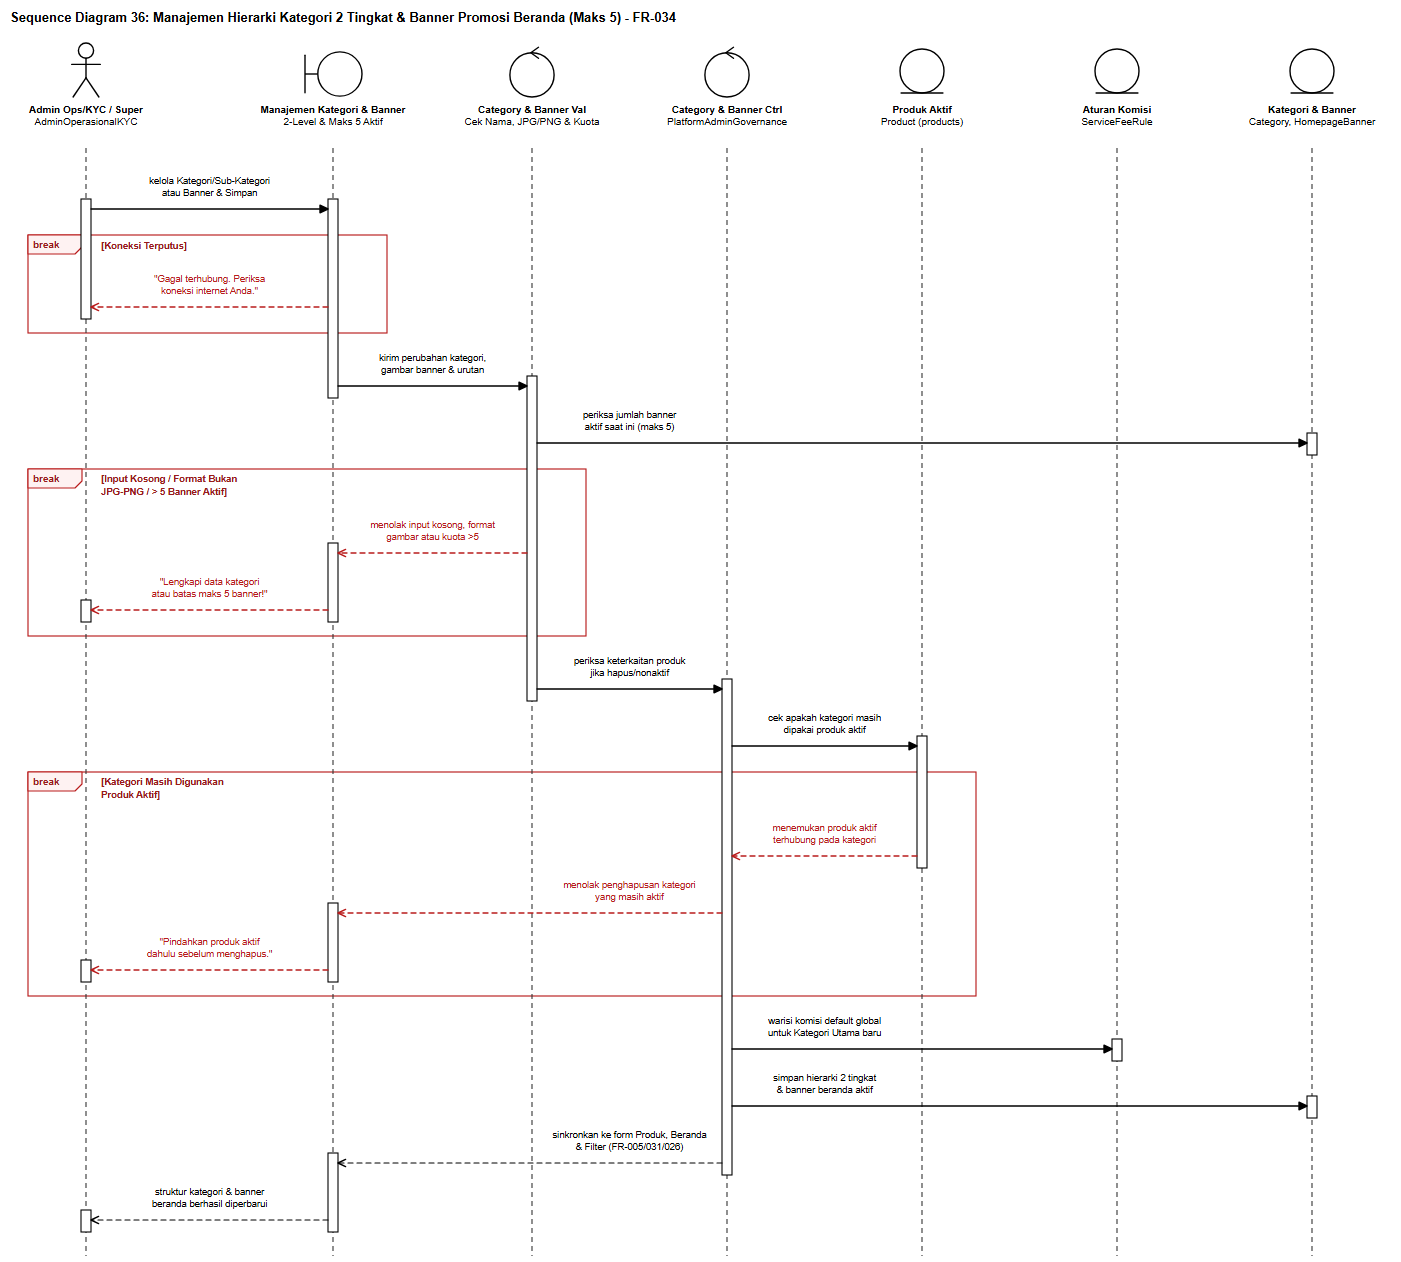 Sequence Diagram 36: Manajemen Hierarki Kategori 2 Tingkat & Banner Promosi Beranda (Maks 5) - FR-034
Admin Ops/KYC / Super
AdminOperasionalKYC
Manajemen Kategori & Banner
2-Level & Maks 5 Aktif
Category & Banner Val
Cek Nama, JPG/PNG & Kuota
Category & Banner Ctrl
PlatformAdminGovernance
Produk Aktif
Product (products)
Aturan Komisi
ServiceFeeRule
Kategori & Banner
Category, HomepageBanner
kelola Kategori/Sub-Kategori
atau Banner & Simpan
break
[Koneksi Terputus]
"Gagal terhubung. Periksa
koneksi internet Anda."
kirim perubahan kategori,
gambar banner & urutan
periksa jumlah banner
aktif saat ini (maks 5)
break
[Input Kosong / Format Bukan
JPG-PNG / > 5 Banner Aktif]
menolak input kosong, format
gambar atau kuota >5
"Lengkapi data kategori
atau batas maks 5 banner!"
periksa keterkaitan produk
jika hapus/nonaktif
cek apakah kategori masih
dipakai produk aktif
break
[Kategori Masih Digunakan
Produk Aktif]
menemukan produk aktif
terhubung pada kategori
menolak penghapusan kategori
yang masih aktif
"Pindahkan produk aktif
dahulu sebelum menghapus."
warisi komisi default global
untuk Kategori Utama baru
simpan hierarki 2 tingkat
& banner beranda aktif
sinkronkan ke form Produk, Beranda
& Filter (FR-005/031/026)
struktur kategori & banner
beranda berhasil diperbarui